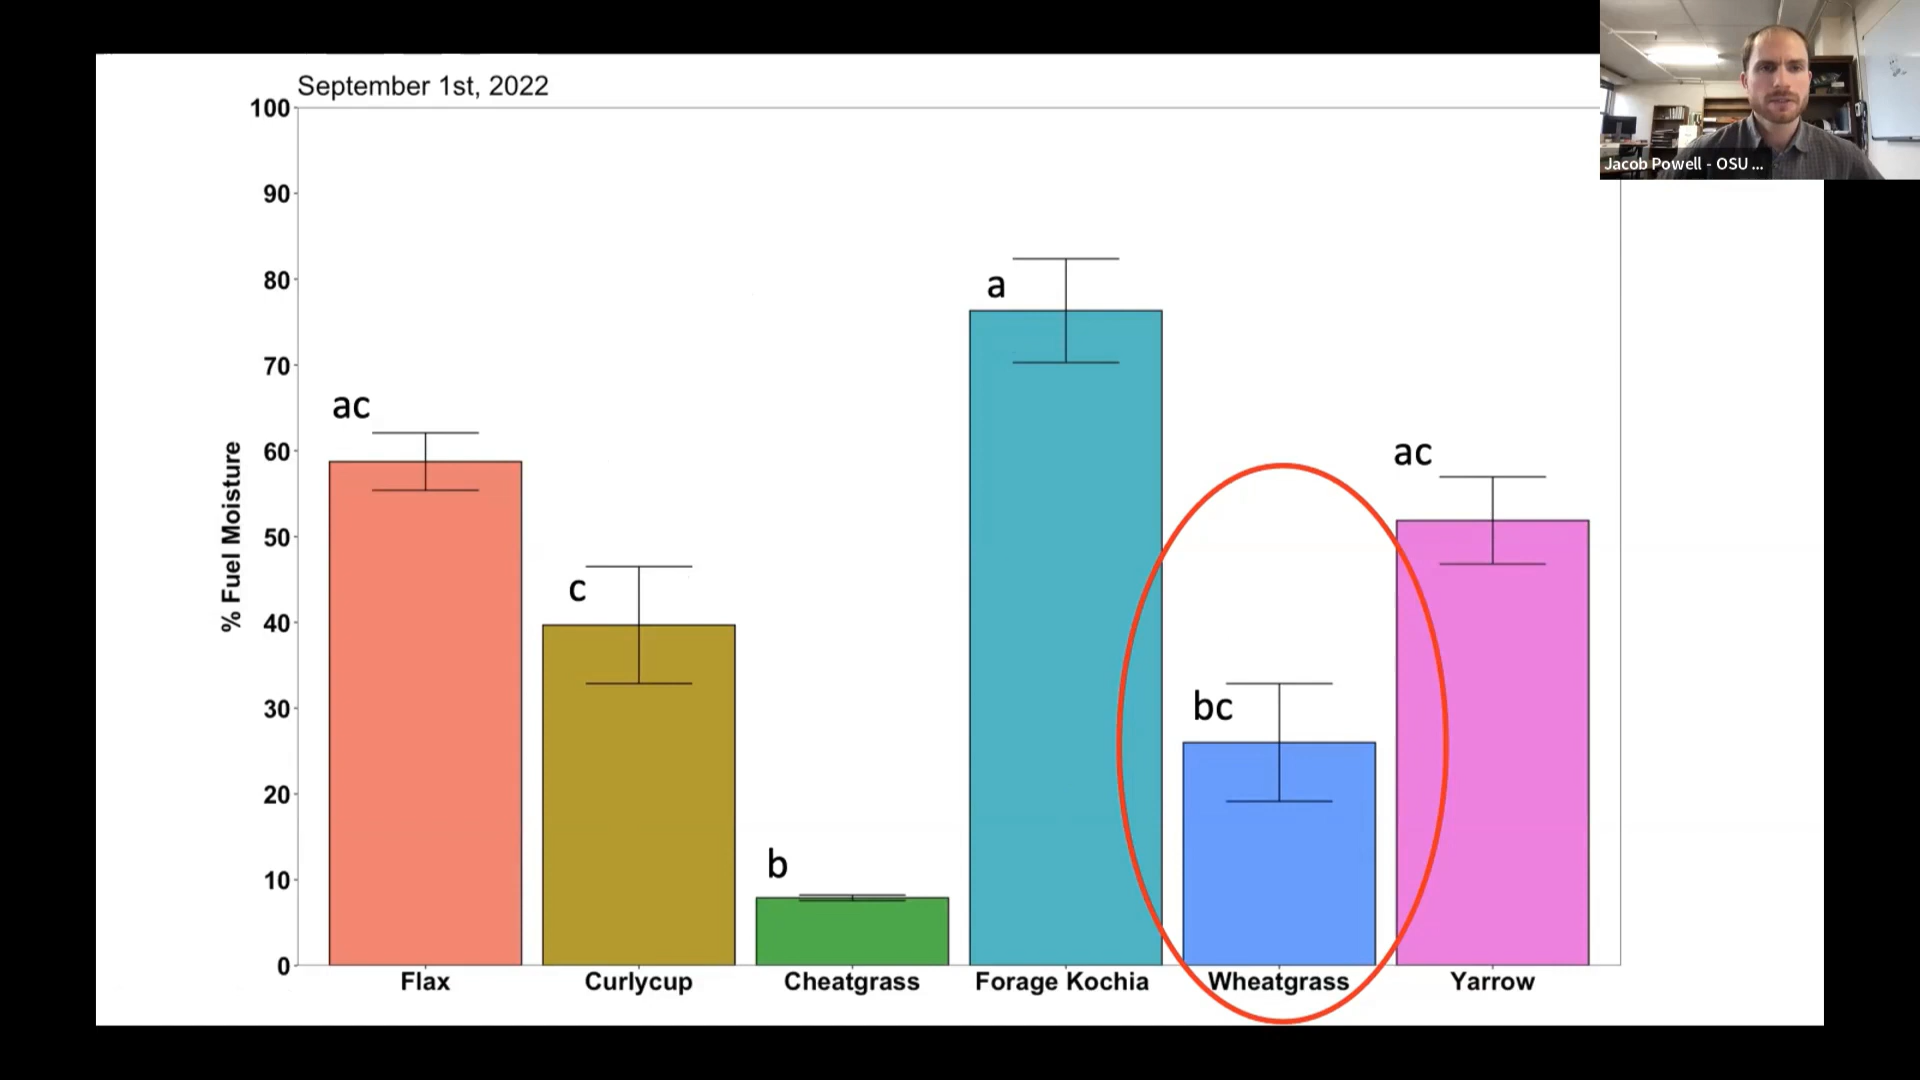 September 1st, 2022
Jacob Powell - OSU ...
% Fuel Moisture
100
90
80
70
60
50
40
30
20
10
0
ac
c
b
a
bc
ac
Flax
Curlycup
Cheatgrass
Forage Kochia
Wheatgrass
Yarrow